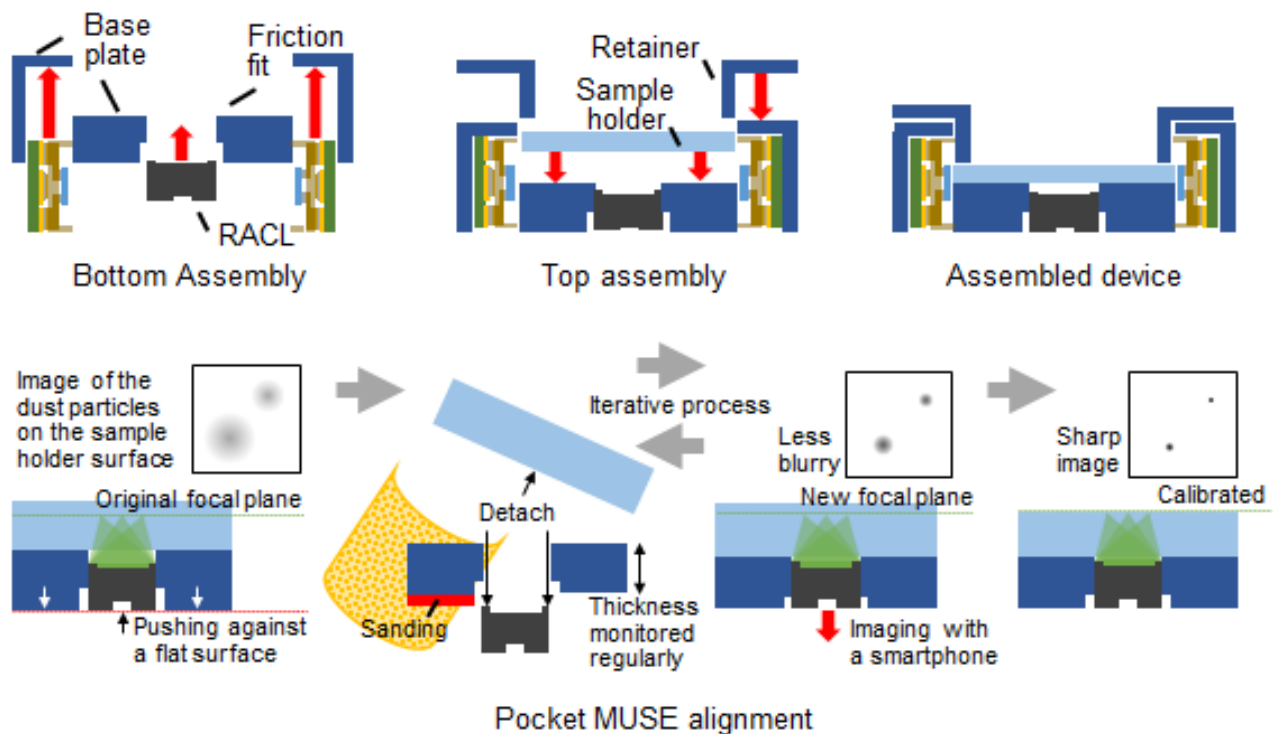 Base
plate
Friction
fit
RACL
Bottom Assembly
Retainer
Sample
holder
Top assembly
Assembled device
Image of the
dust particles
on the sample
holder surface
Original focal plane
Pushing against
a flat surface
Iterative process
Detach
Sanding
Thickness
monitored
regularly
Less
blurry
New focal plane
Imaging with
a smartphone
Sharp
image
Calibrated
Pocket MUSE alignment